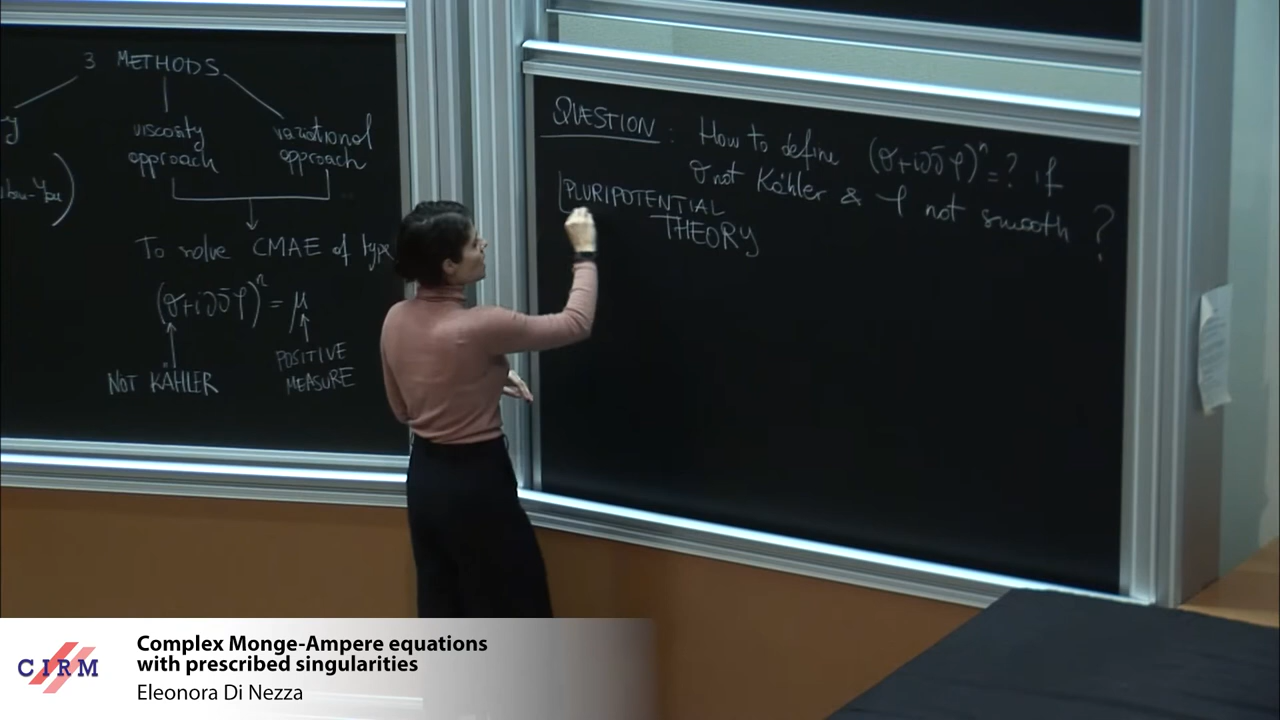 3 METHODS
viscosity
approach
variational
approach
To solve CMAE of type
(θ+i∂∂̄φ)ⁿ = μ
NOT KÄHLER
POSITIVE
MEASURE
QUESTION: How to define (θ+i∂∂̄φ)ⁿ=? if
θ not Kähler & φ not smooth?
PLURIPOTENTIAL
THEORY
CIRM
Complex Monge-Ampere equations
with prescribed singularities
Eleonora Di Nezza